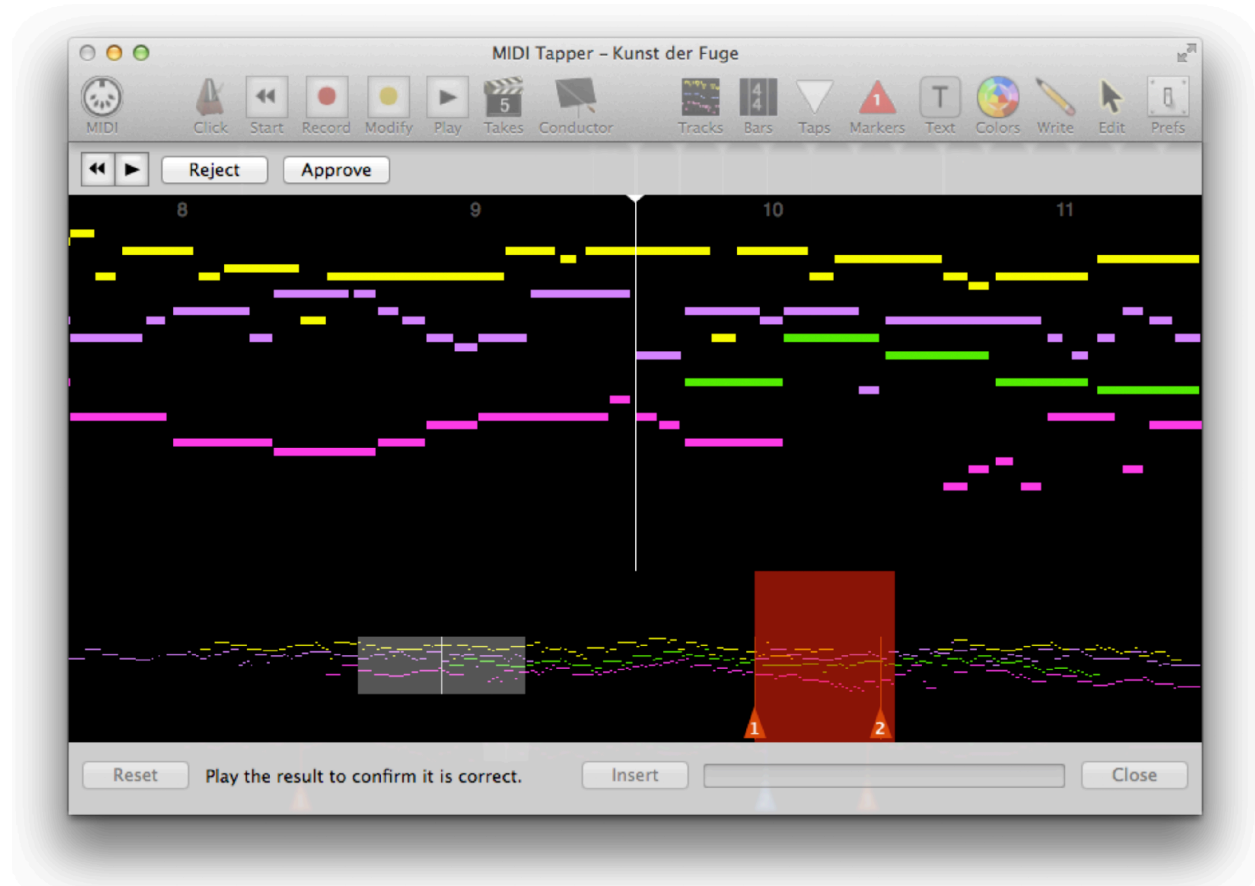 MIDI Tapper – Kunst der Fuge
5
4
4
1
T
MIDI Click Start Record Modify Play Takes Conductor Tracks Bars Taps Markers Text Colors Write Edit Prefs
Reject Approve
8 9 10 11
1 2
Reset Play the result to confirm it is correct. Insert Close